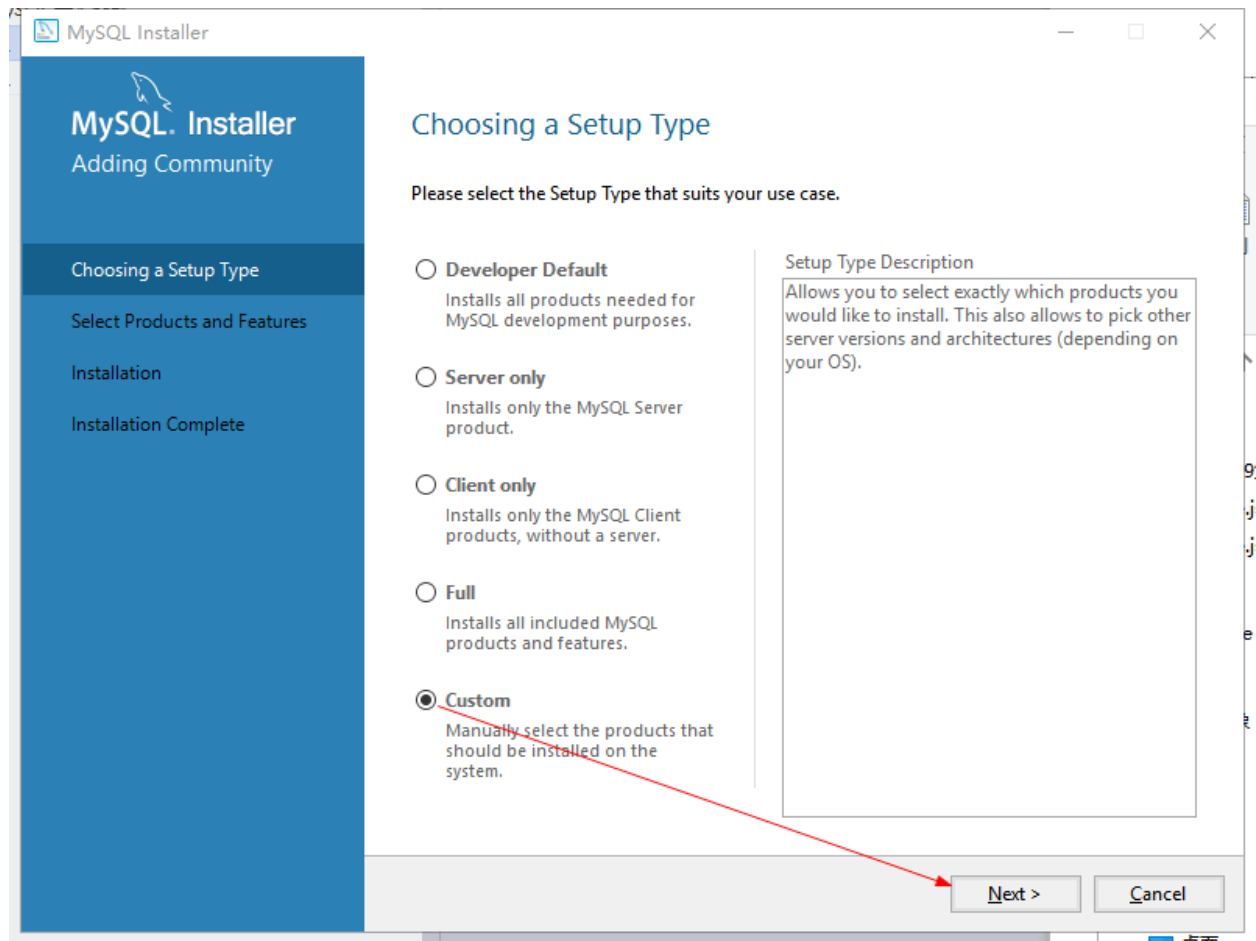 MySQL Installer
MySQL. Installer
Adding Community
Choosing a Setup Type
Select Products and Features
Installation
Installation Complete
Choosing a Setup Type
Please select the Setup Type that suits your use case.
Developer Default
Installs all products needed for
MySQL development purposes.
Server only
Installs only the MySQL Server
product.
Client only
Installs only the MySQL Client
products, without a server.
Full
Installs all included MySQL
products and features.
Custom
Manually select the products that
should be installed on the
system.
Setup Type Description
Allows you to select exactly which products you
would like to install. This also allows to pick other
server versions and architectures (depending on
your OS).
Next >
Cancel